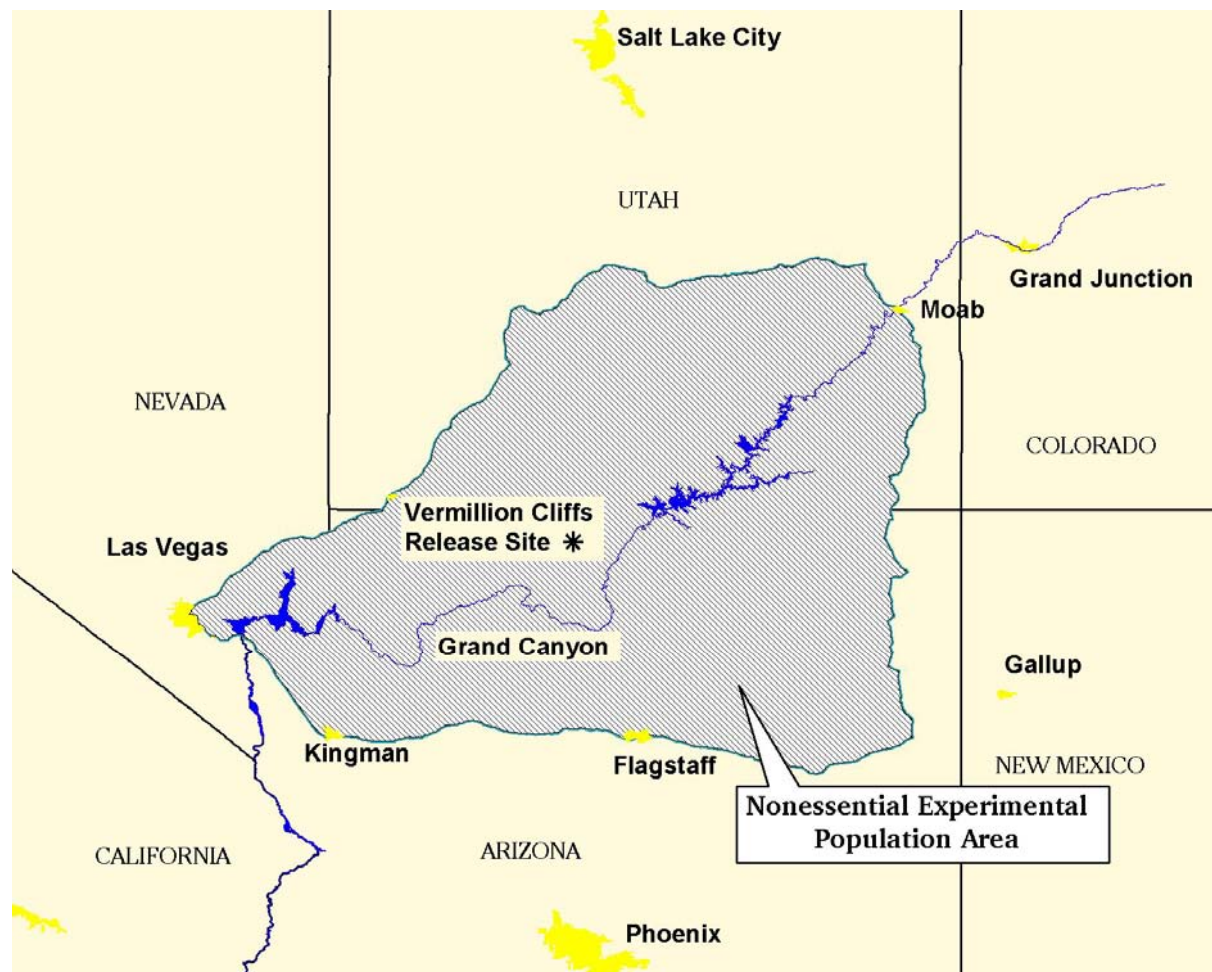 Salt Lake City
UTAH
Grand Junction
Moab
NEVADA
COLORADO
Vermillion Cliffs
Release Site
Las Vegas
Grand Canyon
Gallup
Kingman
Flagstaff
NEW MEXICO
Nonessential Experimental
Population Area
CALIFORNIA
ARIZONA
Phoenix